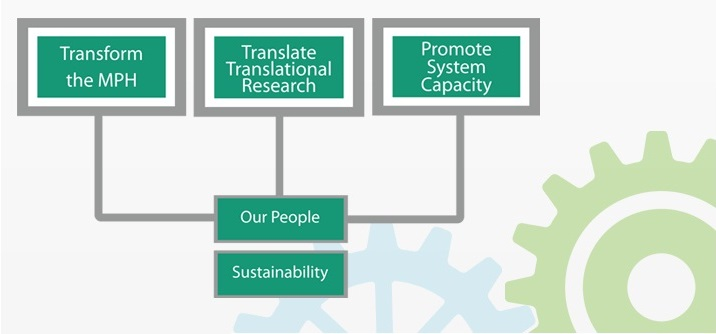 Transform
the MPH
Translate
Translational
Research
Promote
System
Capacity
Our People
Sustainability